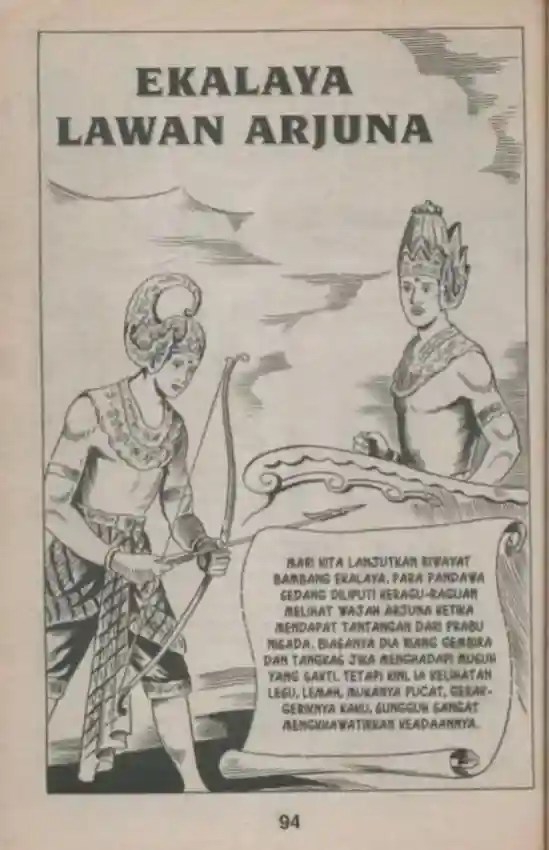 EKALAYA
LAWAN ARJUNA
MARI KITA LANJUTKAN RIWAYAT
BAMBANG EKALAYA. PARA PANDAWA
SEDANG DILIPUTI KERAGU-RAGUAN
MELIHAT WAJAH ARJUNA KETIKA
MENDAPAT TANTANGAN DARI PRABU
NISADA. BIASANYA DIA RIANG GEMBIRA
DAN TANGKAS JIKA MENGHADAPI MUSUH
YANG SAKTI. TETAPI KINI, IA KELIHATAN
LESU, LEMAH, MUKANYA PUCAT, GERAK-
GERIKNYA KAKU, SUNGGUH SANGAT
MENGKHAWATIRKAN KEADAANNYA.
94